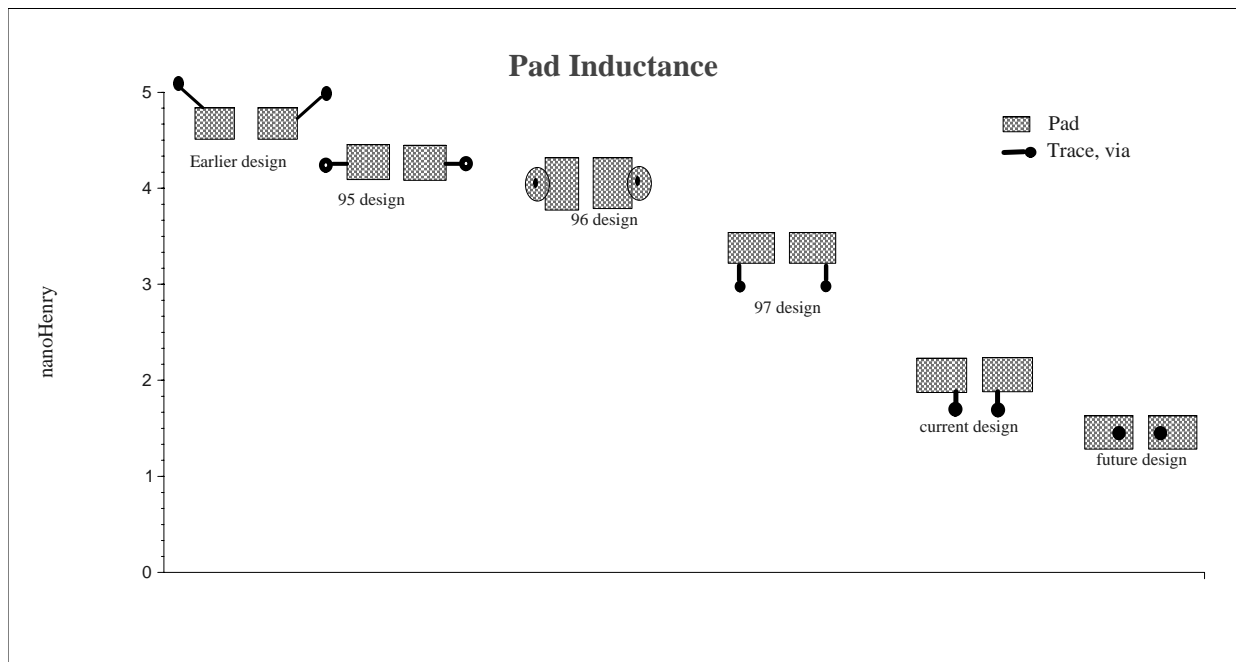 Pad Inductance
5
4
3
2
1
0
nanoHenry
Pad
Trace, via
Earlier design
95 design
96 design
97 design
current design
future design